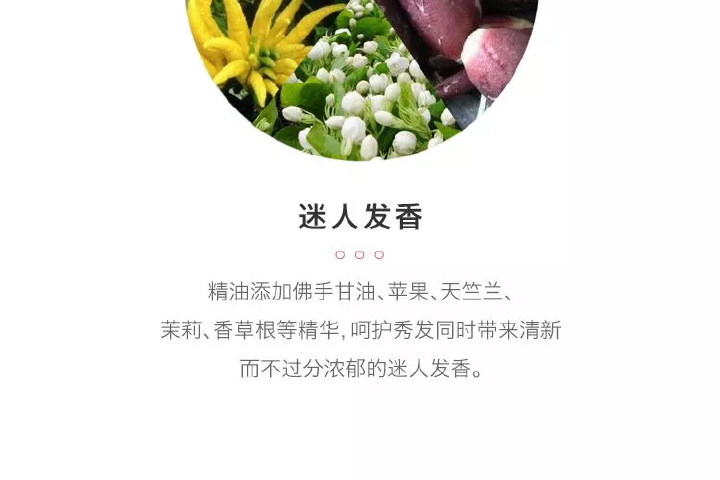 迷人发香
精油添加佛手甘油、苹果、天竺兰、
茉莉、香草根等精华,呵护秀发同时带来清新
而不过分浓郁的迷人发香。